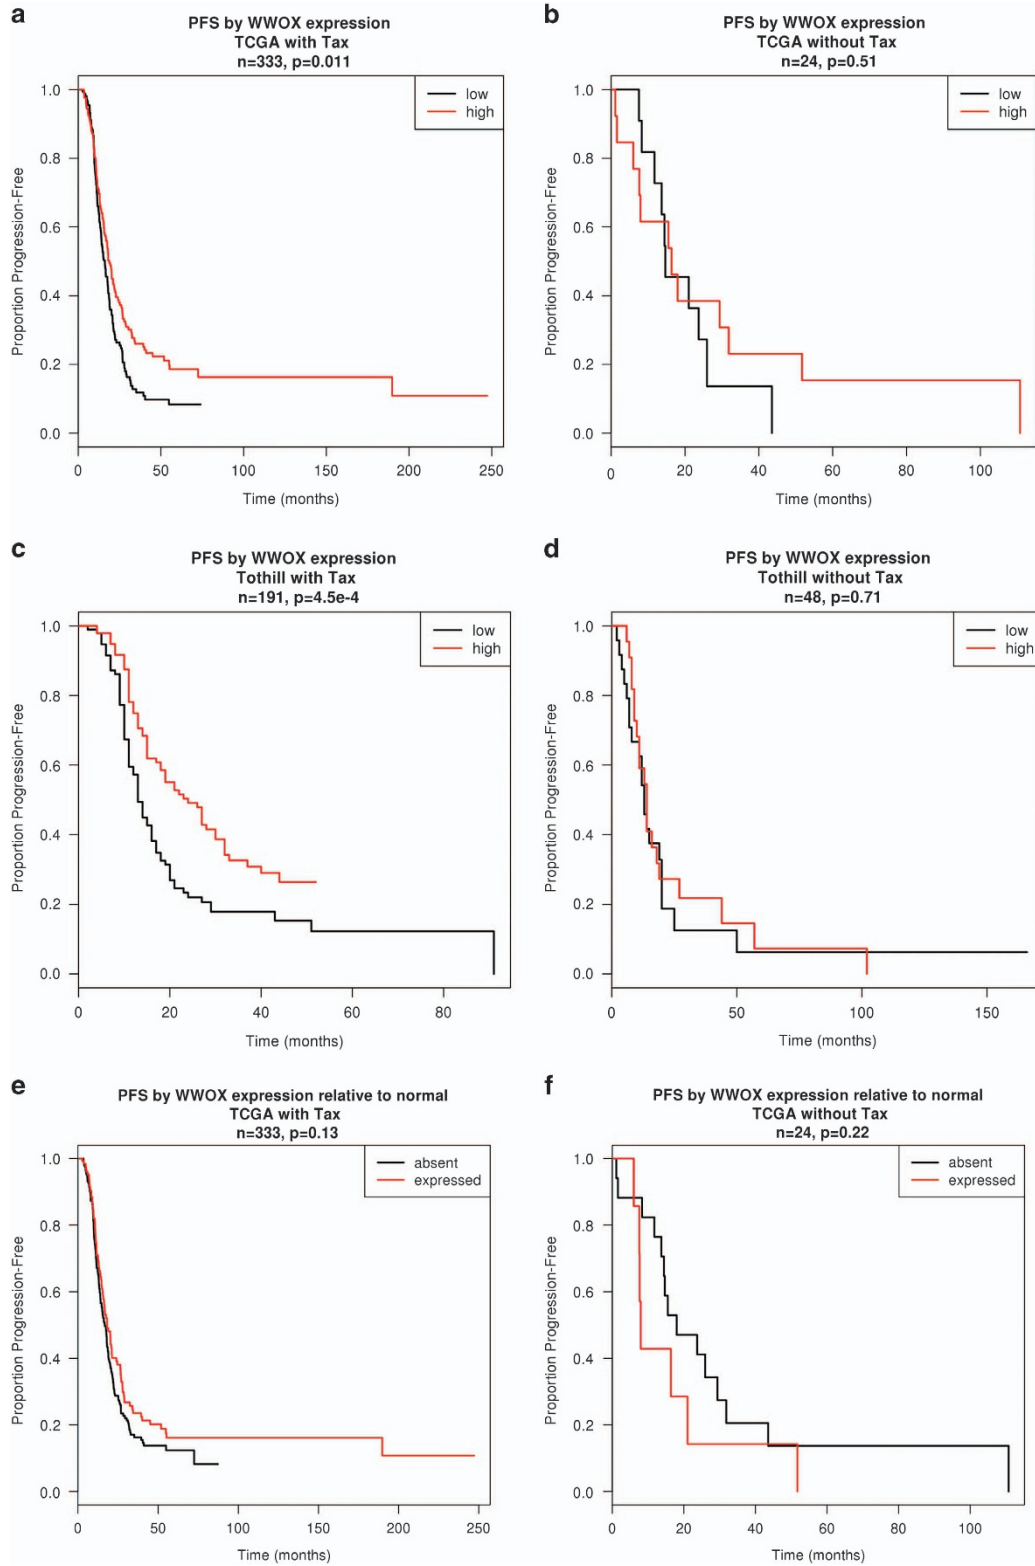 a
PFS by WWOX expression
TCGA with Tax
n=333, p=0.011
low
high
Proportion Progression-Free
1.0
0.8
0.6
0.4
0.2
0.0
0 50 100 150 200 250
Time (months)
b
PFS by WWOX expression
TCGA without Tax
n=24, p=0.51
low
high
Proportion Progression-Free
1.0
0.8
0.6
0.4
0.2
0.0
0 20 40 60 80 100
Time (months)
c
PFS by WWOX expression
Tothill with Tax
n=191, p=4.5e-4
low
high
Proportion Progression-Free
1.0
0.8
0.6
0.4
0.2
0.0
0 20 40 60 80
Time (months)
d
PFS by WWOX expression
Tothill without Tax
n=48, p=0.71
low
high
Proportion Progression-Free
1.0
0.8
0.6
0.4
0.2
0.0
0 50 100 150
Time (months)
e
PFS by WWOX expression relative to normal
TCGA with Tax
n=333, p=0.13
absent
expressed
Proportion Progression-Free
1.0
0.8
0.6
0.4
0.2
0.0
0 50 100 150 200 250
Time (months)
f
PFS by WWOX expression relative to normal
TCGA without Tax
n=24, p=0.22
absent
expressed
Proportion Progression-Free
1.0
0.8
0.6
0.4
0.2
0.0
0 20 40 60 80 100
Time (months)